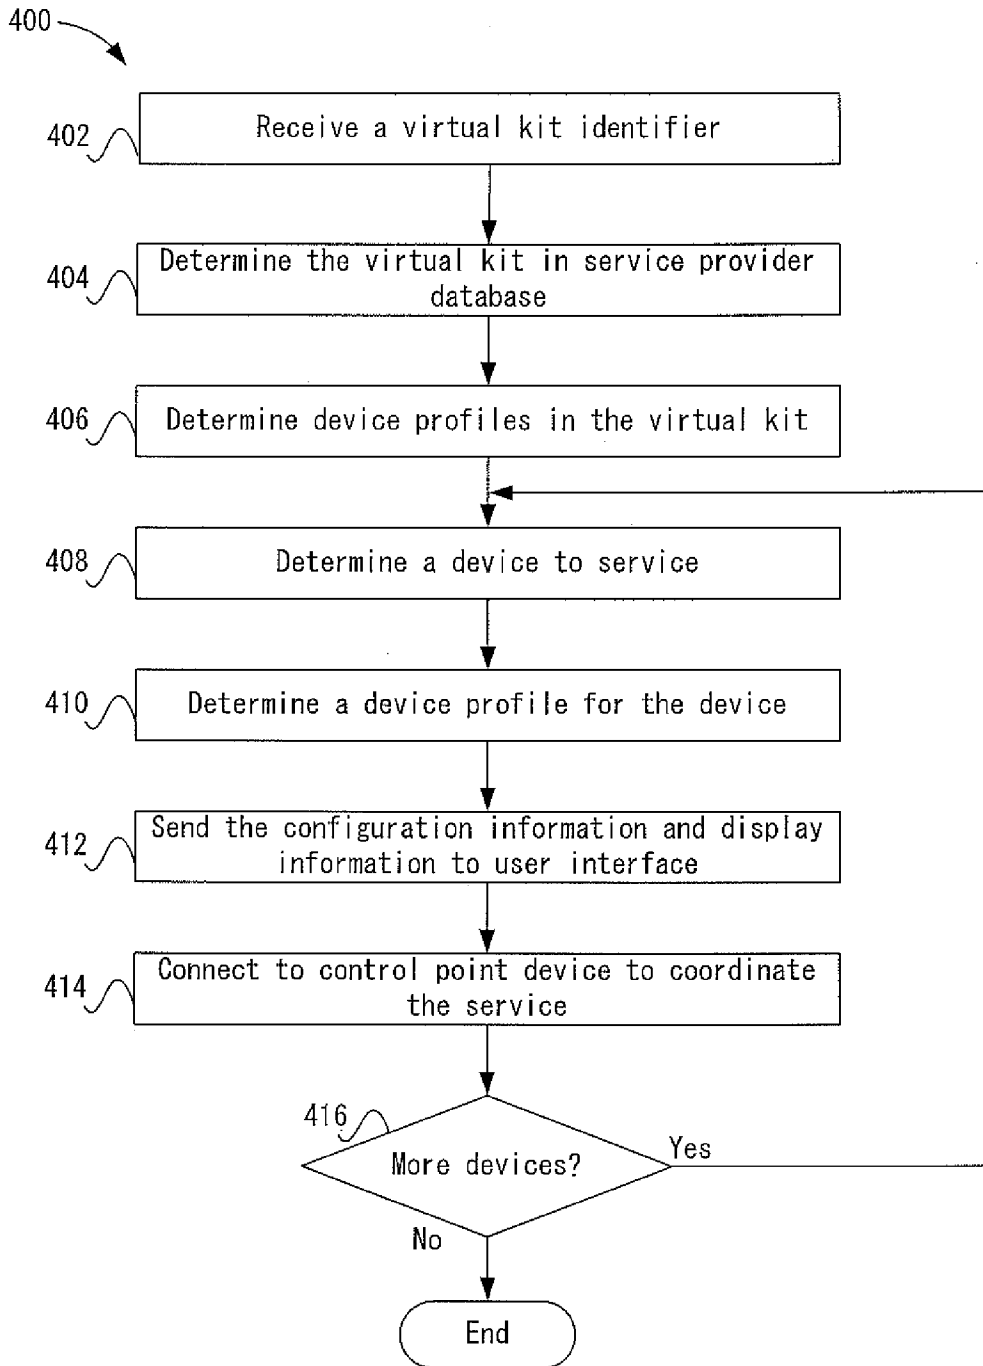 400
402
Receive a virtual kit identifier
404
Determine the virtual kit in service provider
database
406
Determine device profiles in the virtual kit
408
Determine a device to service
410
Determine a device profile for the device
412
Send the configuration information and display
information to user interface
414
Connect to control point device to coordinate
the service
416
More devices?
Yes
No
End